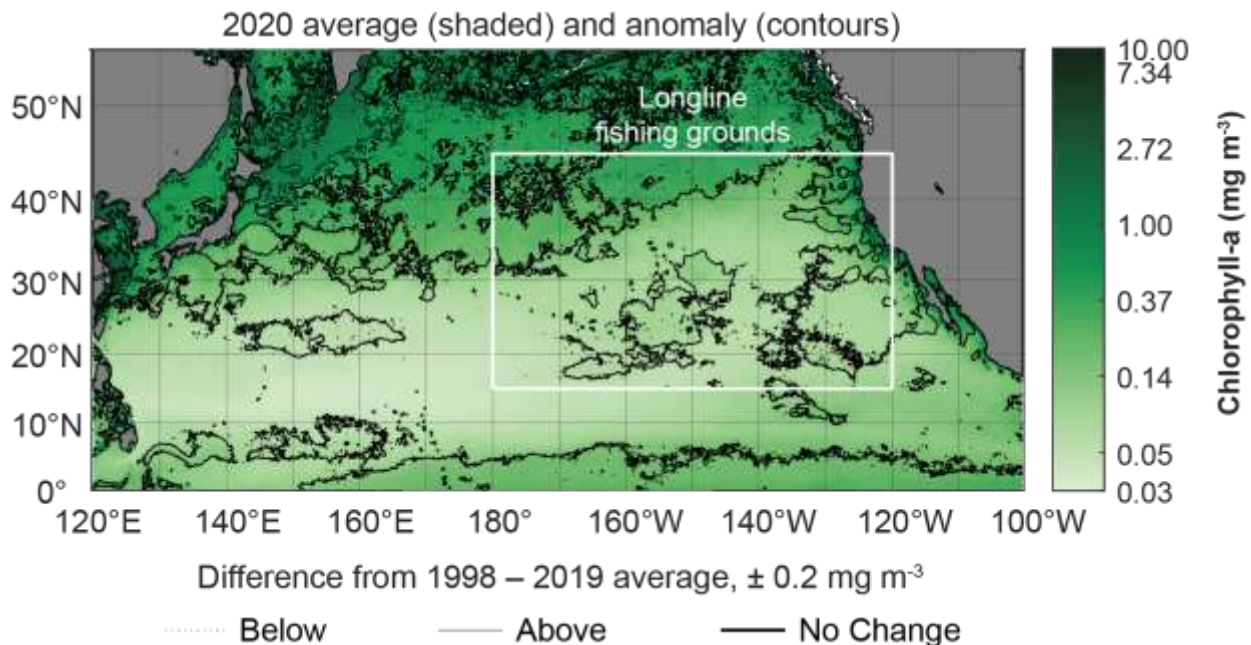 2020 average (shaded) and anomaly (contours)
Longline
fishing grounds
50°N
40°N
30°N
20°N
10°N
0°
120°E 140°E 160°E 180° 160°W 140°W 120°W 100°W
10.00
7.34
2.72
1.00
0.37
0.14
0.05
0.03
Chlorophyll-a (mg m⁻³)
Difference from 1998 – 2019 average, ± 0.2 mg m⁻³
Below Above No Change